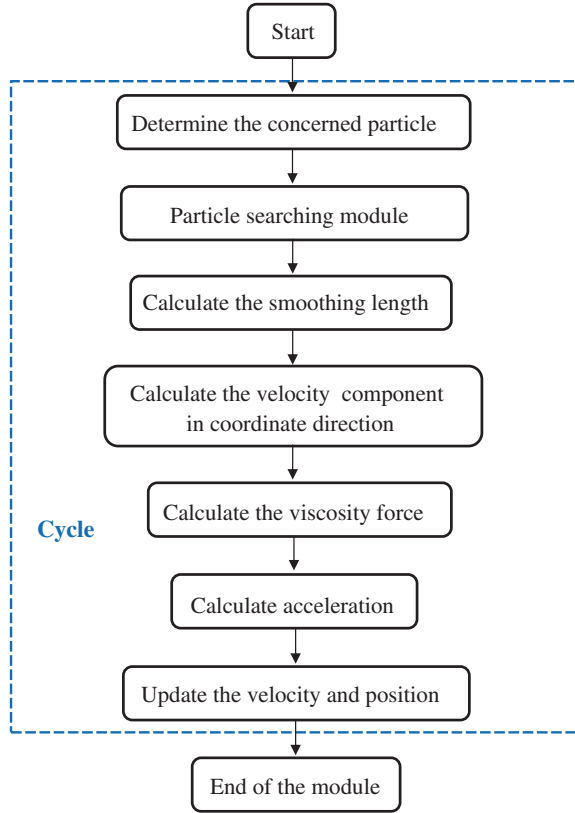 Start
Determine the concerned particle
Particle searching module
Calculate the smoothing length
Calculate the velocity component
in coordinate direction
Calculate the viscosity force
Cycle
Calculate acceleration
Update the velocity and position
End of the module